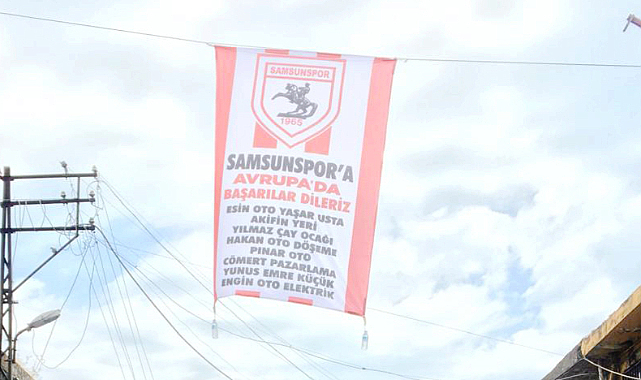 SAMSUNSPOR
1965
SAMSUNSPOR'A
AVRUPA'DA
BAŞARILAR DİLERİZ
ESİN OTO YAŞAR USTA
AKİFİN YERİ
YILMAZ ÇAY OCAĞI
HAKAN OTO DÖŞEME
PINAR OTO
CÖMERT PAZARLAMA
YUNUS EMRE KÜÇÜK
ENGİN OTO ELEKTRİK